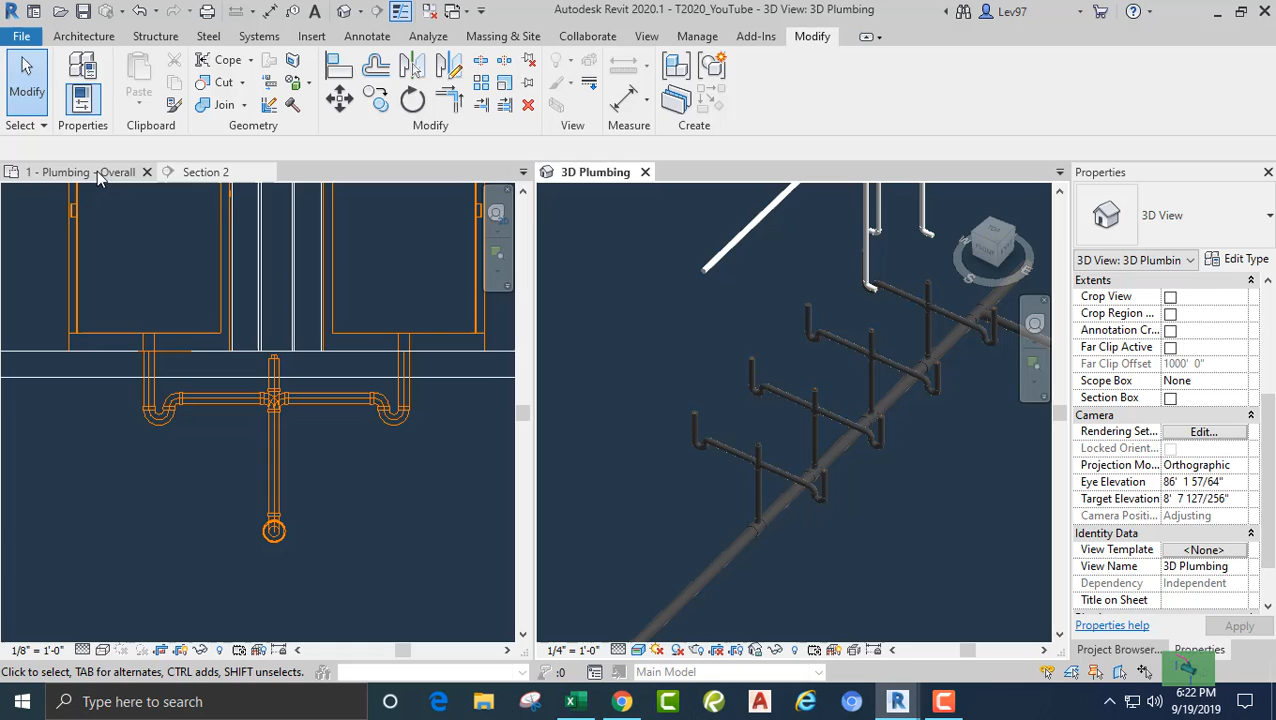 Autodesk Revit 2020.1 - T2020_YouTube - 3D View: 3D Plumbing
Lev97
File
Architecture
Structure
Steel
Systems
Insert
Annotate
Analyze
Massing & Site
Collaborate
View
Manage
Add-Ins
Modify
Modify
Paste
Cope
Cut
Join
Select
Properties
Clipboard
Geometry
Modify
View
Measure
Create
1 - Plumbing - Overall
Section 2
3D Plumbing
Properties
3D View
3D View: 3D Plumbin
Edit Type
Extents
Crop View
Crop Region ...
Annotation Cr...
Far Clip Active
Far Clip Offset 1000' 0"
Scope Box None
Section Box
Camera
Rendering Set... Edit...
Locked Orient...
Projection Mo... Orthographic
Eye Elevation 86' 1 57/64"
Target Elevation 8' 7 127/256"
Camera Positi... Adjusting
Identity Data
View Template <None>
View Name 3D Plumbing
Dependency Independent
Title on Sheet
Properties help
Apply
1/8" = 1'-0"
1/4" = 1'-0"
Project Browser...
Properties
Click to select, TAB for alternates, CTRL adds, SHIFT unselects.
:0
Main Model
Type here to search
6:22 PM
9/19/2019